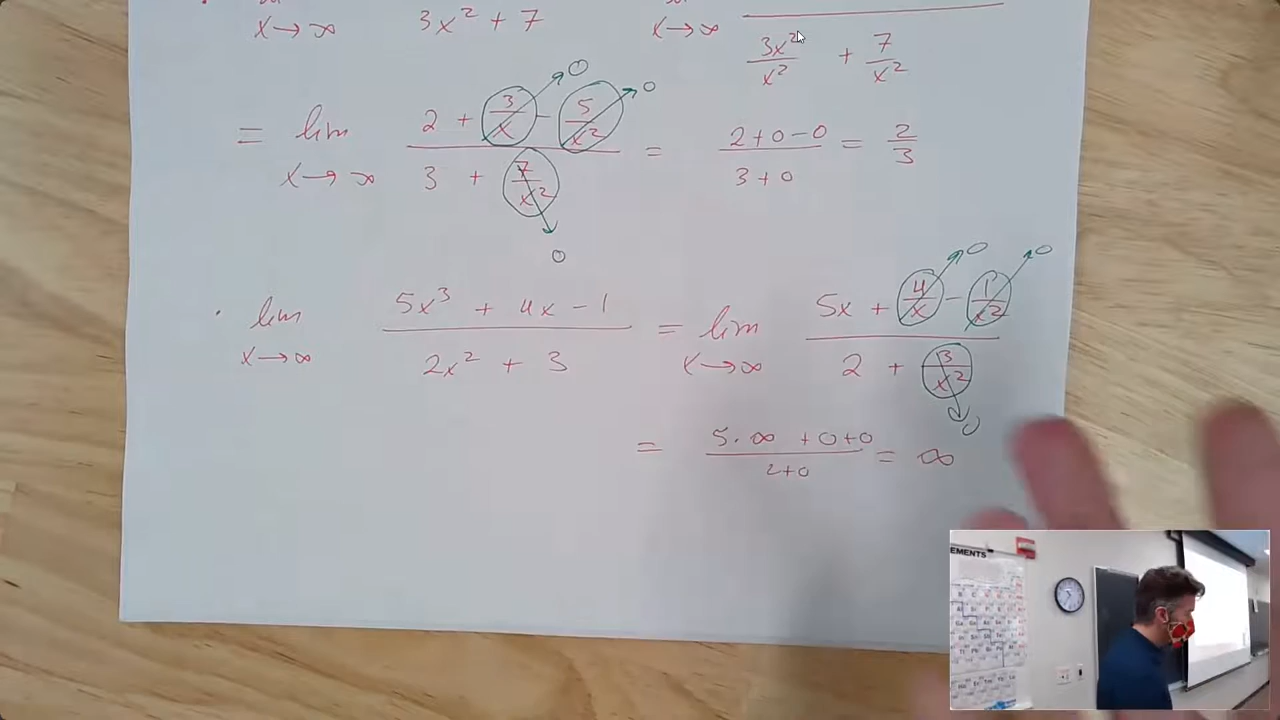 x→∞ 3x² + 7 x→∞ 3x²/x² + 7/x²
= lim x→∞ (2 + 3/x - 5/x²)/(3 + 7/x²) = (2+0-0)/(3+0) = 2/3
0 0
0
· lim x→∞ (5x³ + 4x - 1)/(2x² + 3) = lim x→∞ (5x + 4/x - 1/x²)/(2 + 3/x²)
0 0
0
= (5·∞ + 0+0)/(2+0) = ∞
EMENTS